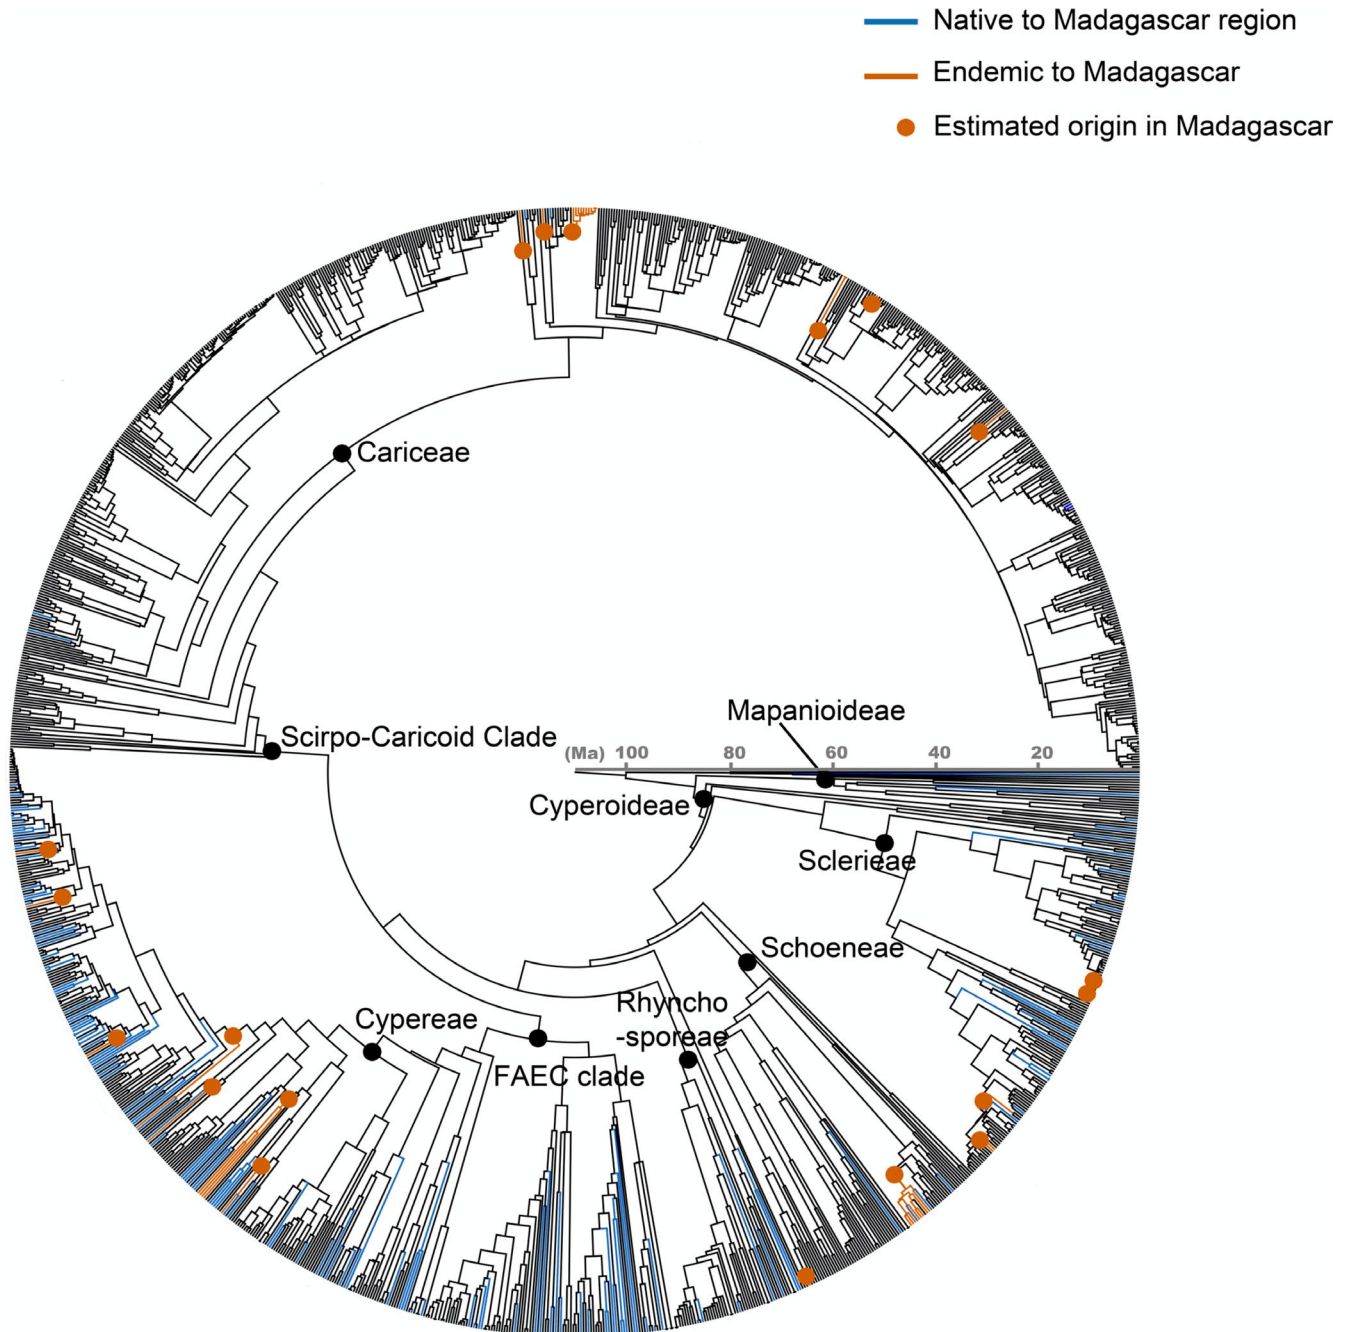 Native to Madagascar region
Endemic to Madagascar
Estimated origin in Madagascar
Cariceae
Mapanioideae
Scirpo-Caricoid Clade
(Ma) 100 80 60 40 20
Cyperoideae
Sclerieae
Schoeneae
Rhyncho
-sporeae
Cypereae
FAEC clade